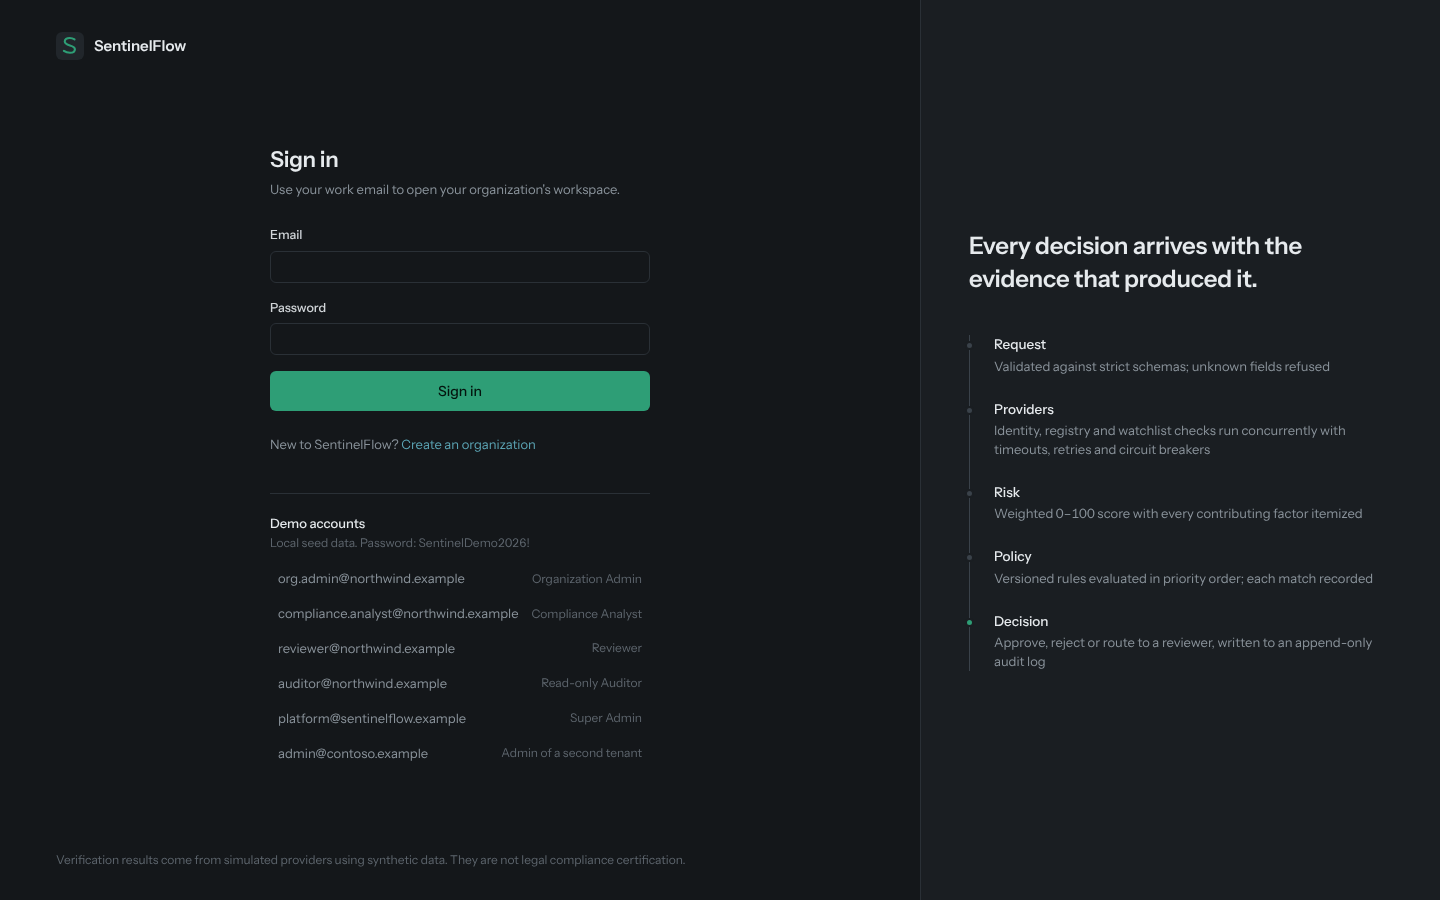 SentinelFlow
Sign in
Use your work email to open your organization's workspace.
Email
Password
Sign in
New to SentinelFlow? Create an organization
Demo accounts
Local seed data. Password: SentinelDemo2026!
org.admin@northwind.example Organization Admin
compliance.analyst@northwind.example Compliance Analyst
reviewer@northwind.example Reviewer
auditor@northwind.example Read-only Auditor
platform@sentinelflow.example Super Admin
admin@contoso.example Admin of a second tenant
Verification results come from simulated providers using synthetic data. They are not legal compliance certification.
Every decision arrives with the
evidence that produced it.
Request
Validated against strict schemas; unknown fields refused
Providers
Identity, registry and watchlist checks run concurrently with
timeouts, retries and circuit breakers
Risk
Weighted 0–100 score with every contributing factor itemized
Policy
Versioned rules evaluated in priority order; each match recorded
Decision
Approve, reject or route to a reviewer, written to an append-only
audit log